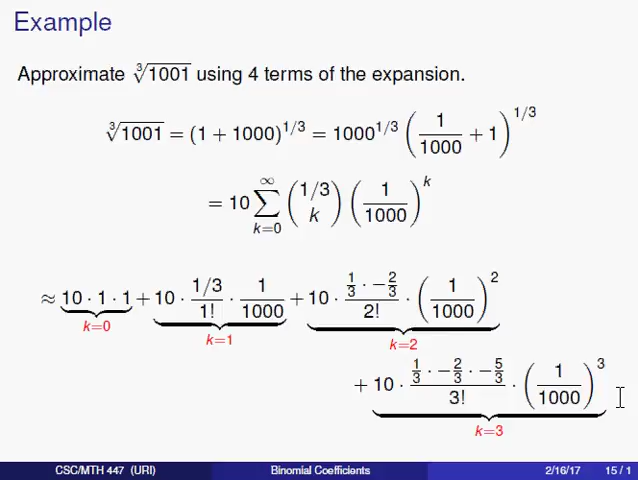 Example
Approximate ∛1001 using 4 terms of the expansion.
∛1001 = (1 + 1000)^{1/3} = 1000^{1/3} (1/1000 + 1)^{1/3}
= 10 ∑_{k=0}^{∞} (1/3 choose k) (1/1000)^k
≈ 10 · 1 · 1 + 10 · (1/3)/1! · 1/1000 + 10 · (1/3 · −2/3)/2! · (1/1000)^2
k=0 k=1 k=2
+ 10 · (1/3 · −2/3 · −5/3)/3! · (1/1000)^3
k=3
CSC/MTH 447 (URI) Binomial Coefficients 2/16/17 15 / 1